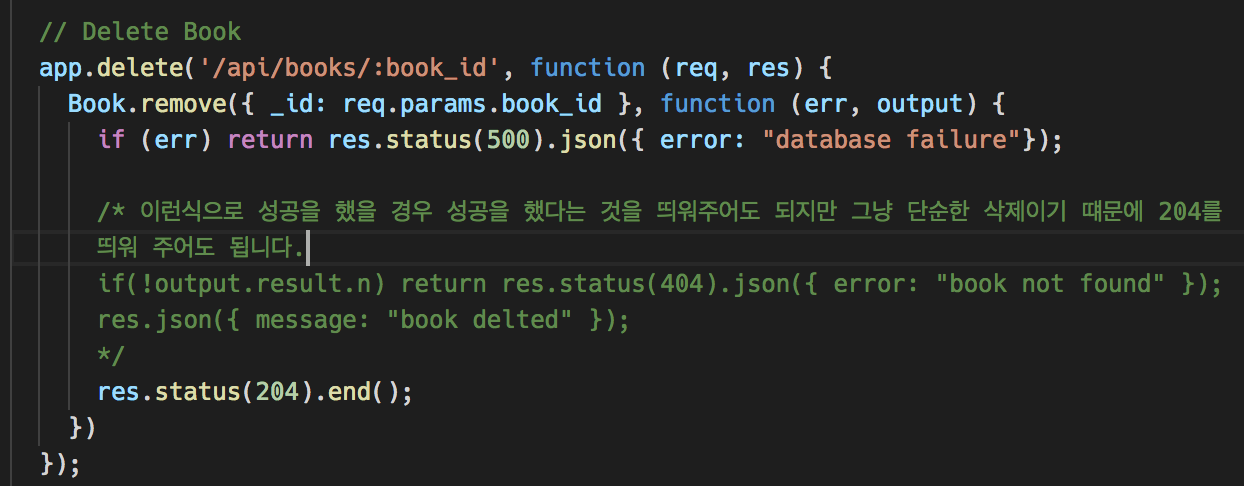 // Delete Book
app.delete('/api/books/:book_id', function (req, res) {
Book.remove({ _id: req.params.book_id }, function (err, output) {
if (err) return res.status(500).json({ error: "database failure"});
/* 이런식으로 성공을 했을 경우 성공을 했다는 것을 띄워주어도 되지만 그냥 단순한 삭제이기 떄문에 204를
띄워 주어도 됩니다.
if(!output.result.n) return res.status(404).json({ error: "book not found" });
res.json({ message: "book delted" });
*/
res.status(204).end();
})
});